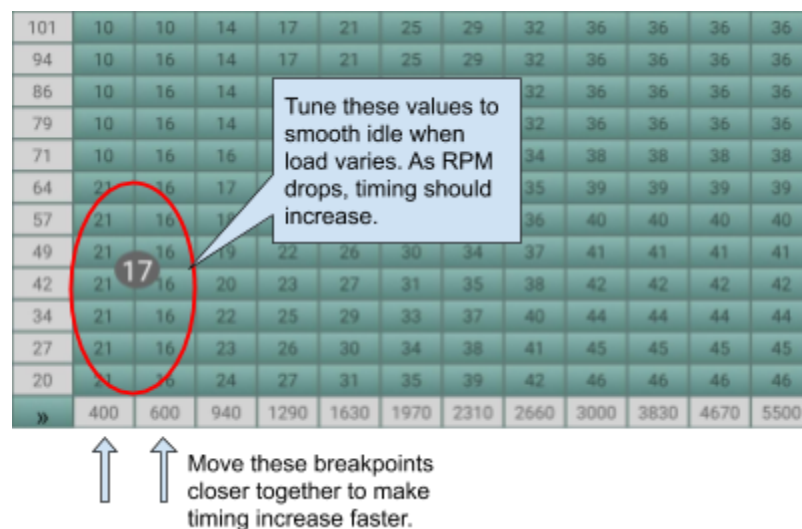 101 10 10 14 17 21 25 29 32 36 36 36 36
94 10 16 14 17 21 25 29 32 36 36 36 36
86 10 16 14 32 36 36 36 36
79 10 16 14 32 36 36 36 36
71 10 16 16 34 38 38 38 38
64 21 16 17 35 39 39 39 39
57 21 16 18 36 40 40 40 40
49 21 16 19 22 26 30 34 37 41 41 41 41
42 21 16 20 23 27 31 35 38 42 42 42 42
34 21 16 22 25 29 33 37 40 44 44 44 44
27 21 16 23 26 30 34 38 41 45 45 45 45
20 21 16 24 27 31 35 39 42 46 46 46 46
» 400 600 940 1290 1630 1970 2310 2660 3000 3830 4670 5500
Tune these values to
smooth idle when
load varies. As RPM
drops, timing should
increase.
17
Move these breakpoints
closer together to make
timing increase faster.